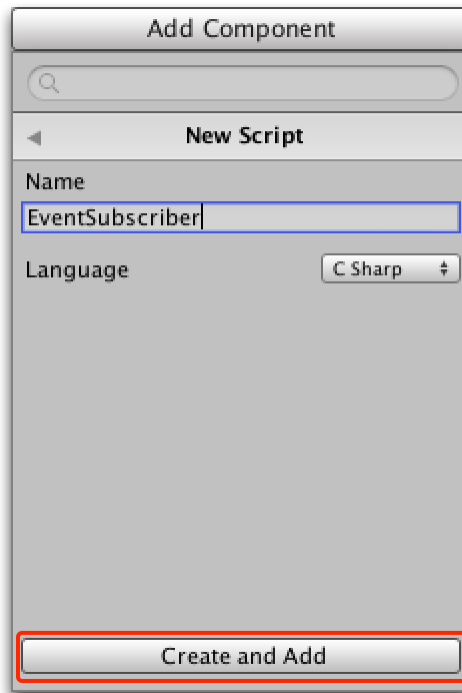 Add Component
New Script
Name
EventSubscriber
Language
C Sharp
Create and Add